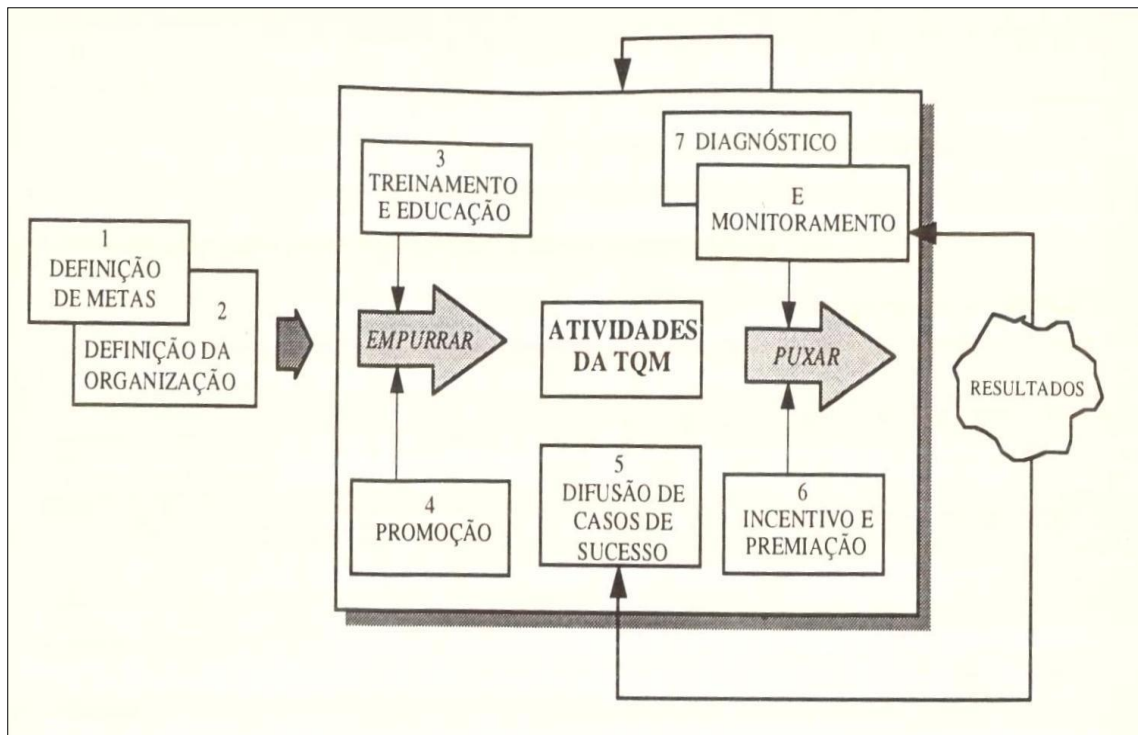 1
DEFINIÇÃO
DE METAS
2
DEFINIÇÃO DA
ORGANIZAÇÃO
3
TREINAMENTO
E EDUCAÇÃO
EMPURRAR
4
PROMOÇÃO
ATIVIDADES
DA TQM
5
DIFUSÃO DE
CASOS DE
SUCESSO
7 DIAGNÓSTICO
E
MONITORAMENTO
PUXAR
6
INCENTIVO E
PREMIAÇÃO
RESULTADOS